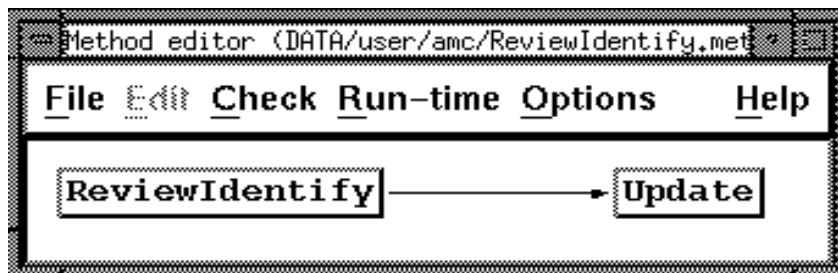 Method editor (DATA/user/amc/ReviewIdentify.met
File Edit Check Run-time Options Help
ReviewIdentify Update